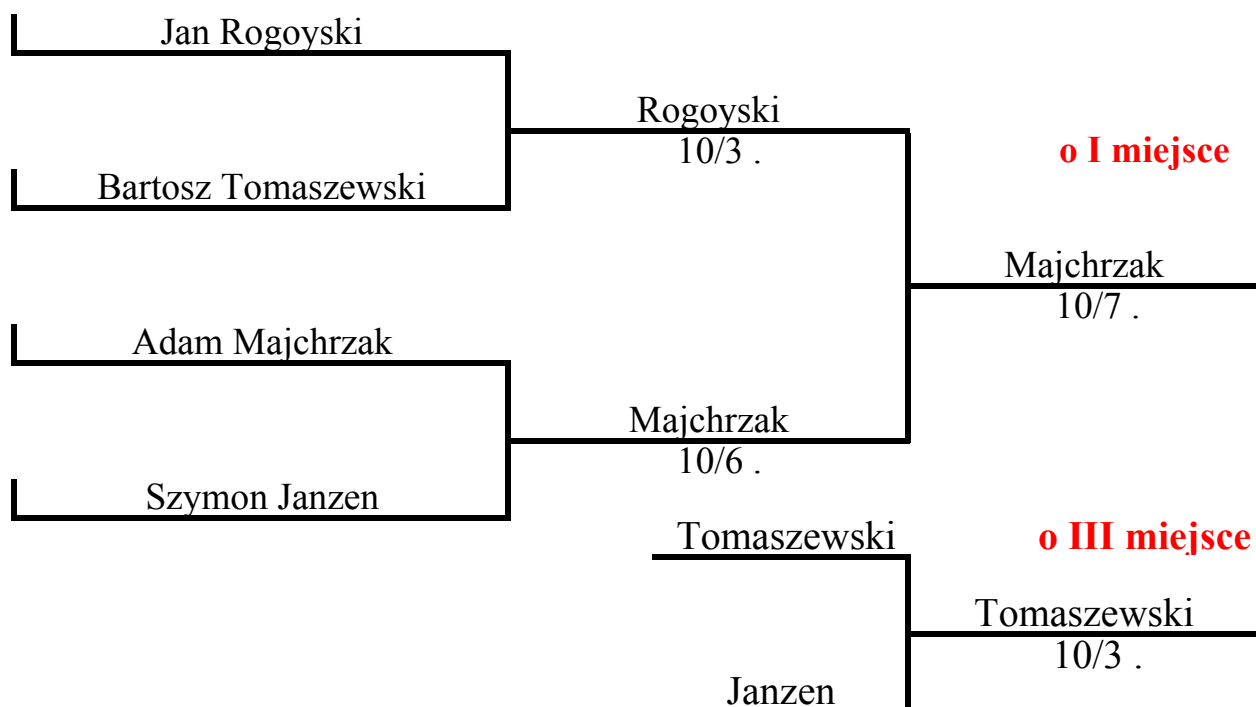 Jan Rogoyski
Rogoyski
10/3 .
o I miejsce
Bartosz Tomaszewski
Majchrzak
10/7 .
Adam Majchrzak
Majchrzak
10/6 .
Szymon Janzen
Tomaszewski
o III miejsce
Tomaszewski
10/3 .
Janzen